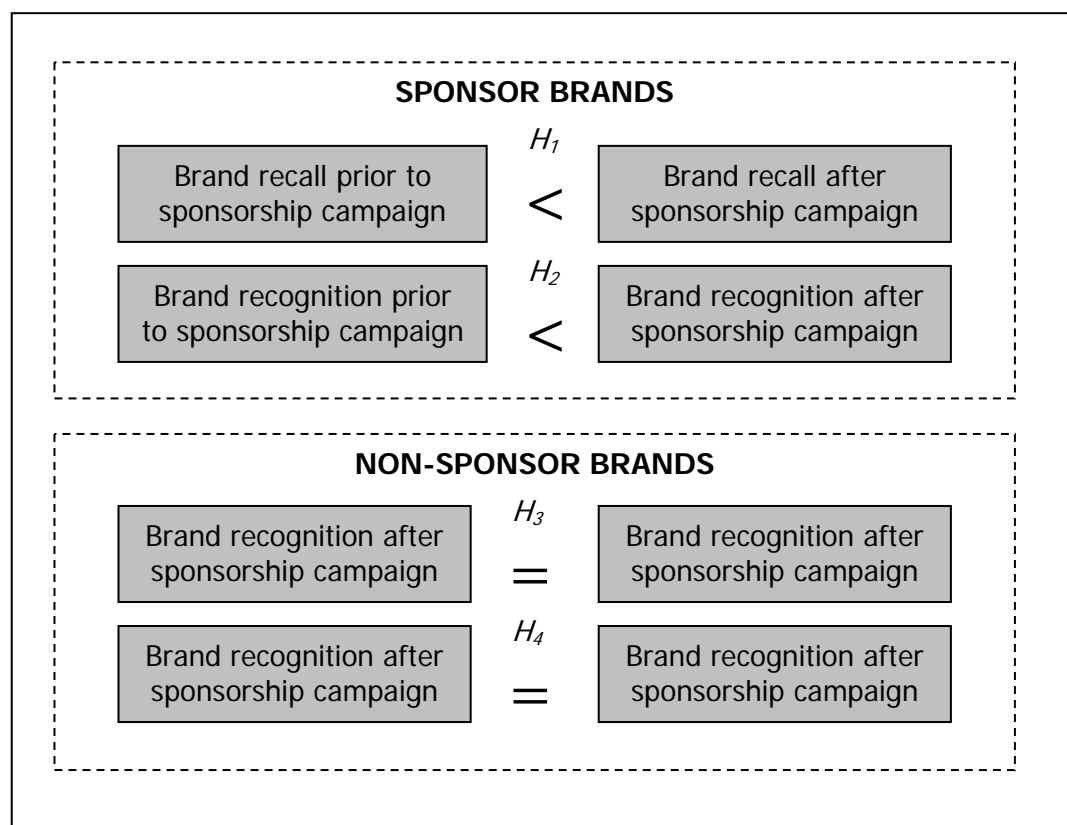 SPONSOR BRANDS
H₁
Brand recall prior to
sponsorship campaign
<
Brand recall after
sponsorship campaign
H₂
Brand recognition prior
to sponsorship campaign
<
Brand recognition after
sponsorship campaign
NON-SPONSOR BRANDS
H₃
Brand recognition after
sponsorship campaign
=
Brand recognition after
sponsorship campaign
H₄
Brand recognition after
sponsorship campaign
=
Brand recognition after
sponsorship campaign